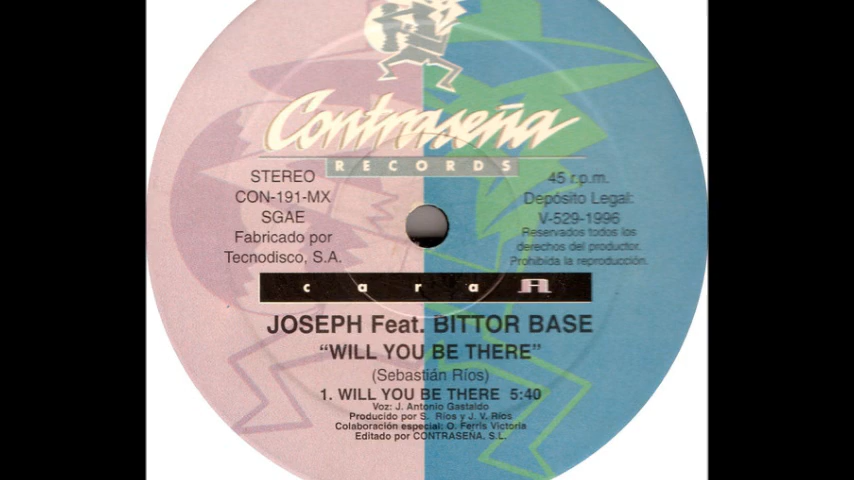 Contraseña
RECORDS
STEREO
CON-191-MX
SGAE
Fabricado por
Tecnodisco, S.A.
45 r.p.m.
Depósito Legal:
V-529-1996
Reservados todos los
derechos del productor.
Prohibida la reproducción.
cara A
JOSEPH Feat. BITTOR BASE
"WILL YOU BE THERE"
(Sebastián Ríos)
1. WILL YOU BE THERE 5:40
Voz: J. Antonio Gastaldo
Producido por S. Ríos y J. V. Ríos
Colaboración especial: O. Ferris Victoria
Editado por CONTRASEÑA, S.L.